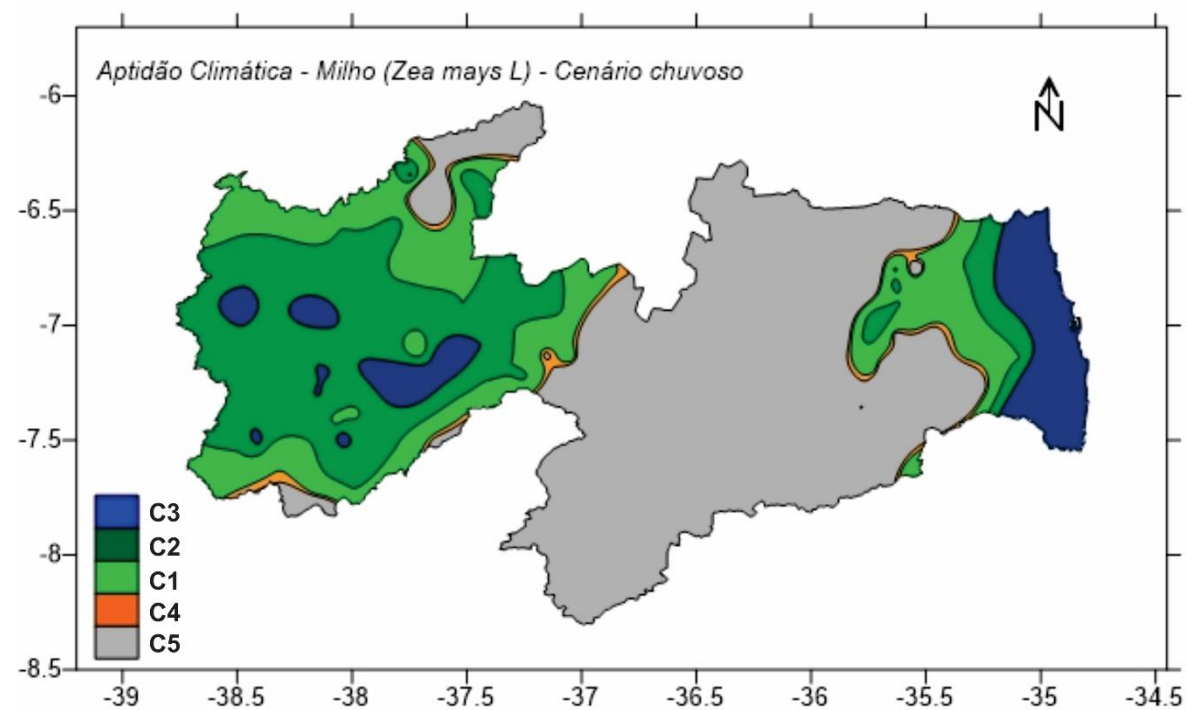 Aptidão Climática - Milho (Zea mays L) - Cenário chuvoso
N
-6
-6.5
-7
-7.5
-8
-8.5
C3
C2
C1
C4
C5
-39 -38.5 -38 -37.5 -37 -36.5 -36 -35.5 -35 -34.5